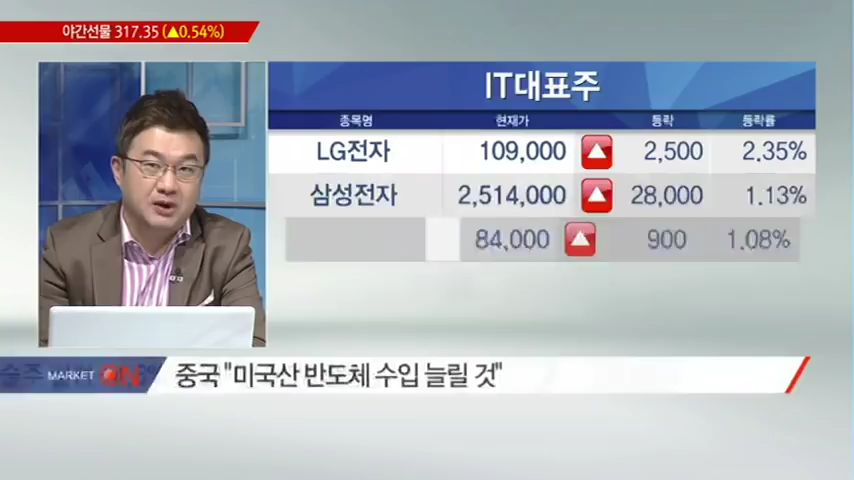 야간선물 317.35 (▲0.54%)
IT대표주
종목명 현재가 등락 등락률
LG전자 109,000 ▲ 2,500 2.35%
삼성전자 2,514,000 ▲ 28,000 1.13%
84,000 ▲ 900 1.08%
MARKET ON 중국 "미국산 반도체 수입 늘릴 것"